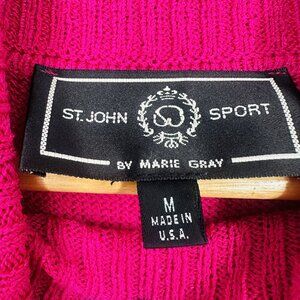 ST. JOHN SPORT
BY MARIE GRAY
M
MADE IN
U.S.A.